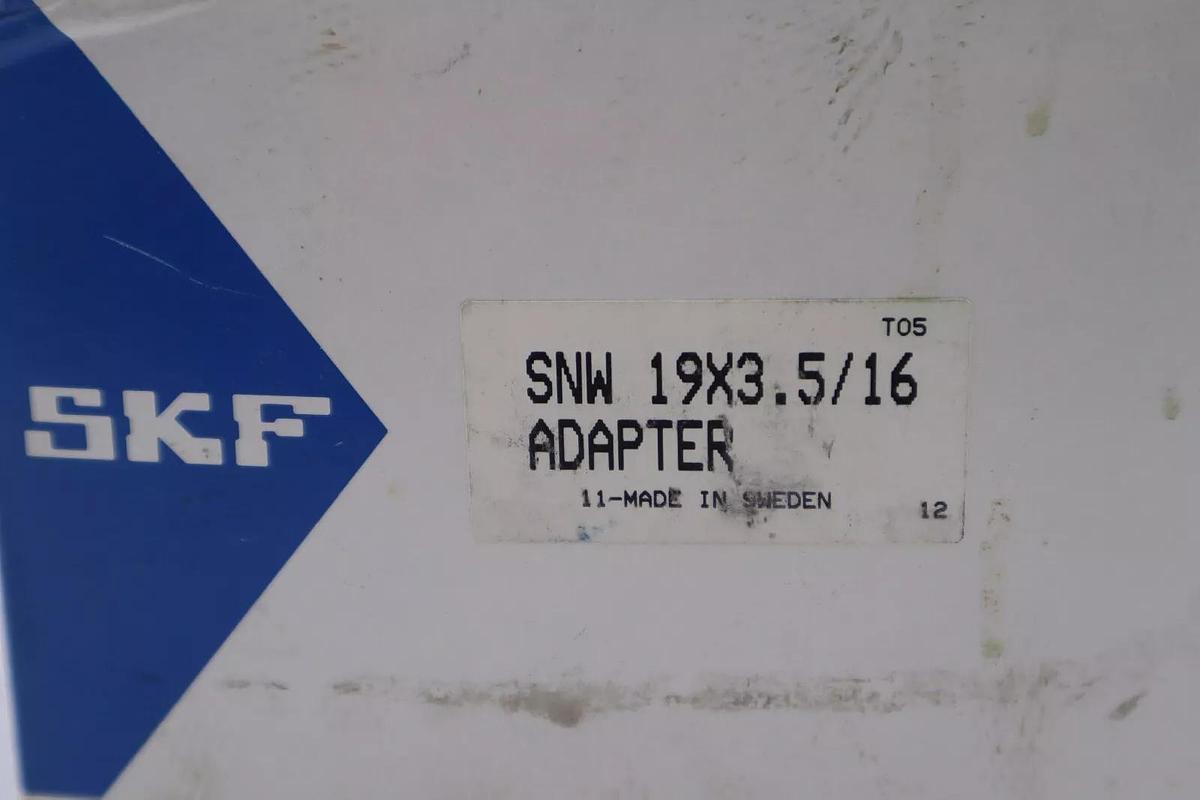 SKF
T05
SNW 19X3.5/16
ADAPTER
11-MADE IN SWEDEN
12